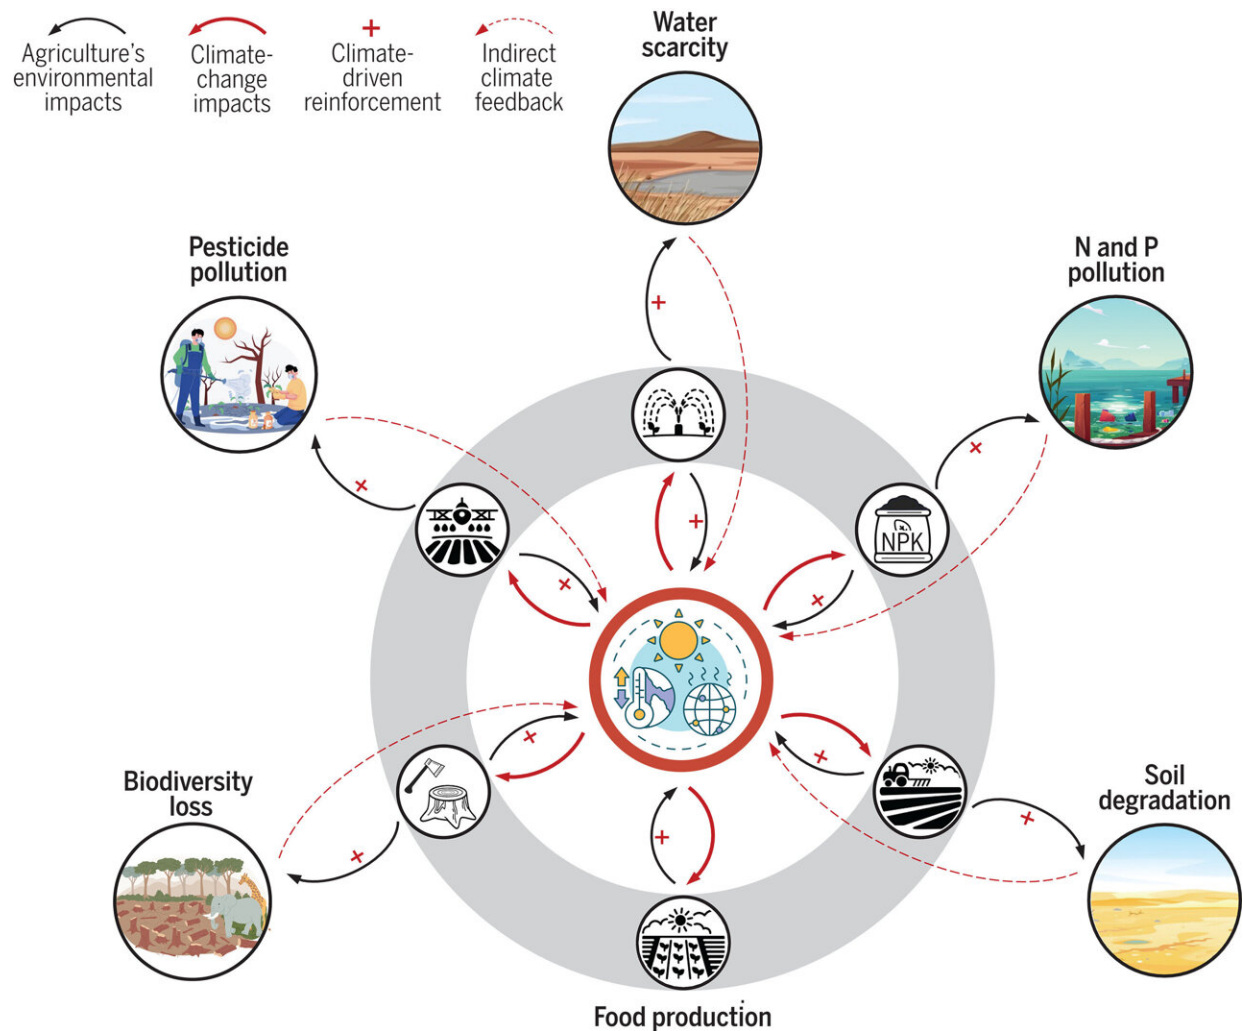 Agriculture's
environmental
impacts
Climate-
change
impacts
Climate-
driven
reinforcement
Indirect
climate
feedback
Water
scarcity
Pesticide
pollution
N and P
pollution
NPK
Biodiversity
loss
Soil
degradation
Food production